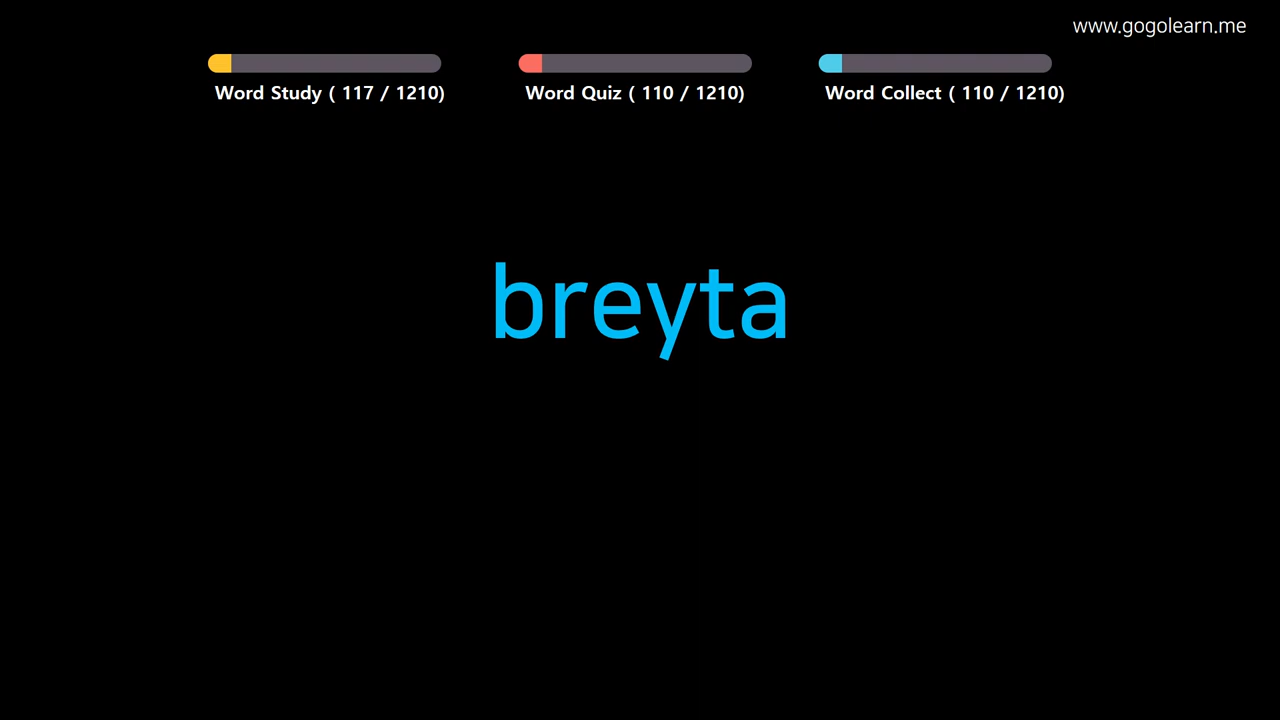 www.gogolearn.me
Word Study ( 117 / 1210)
Word Quiz ( 110 / 1210)
Word Collect ( 110 / 1210)
breyta